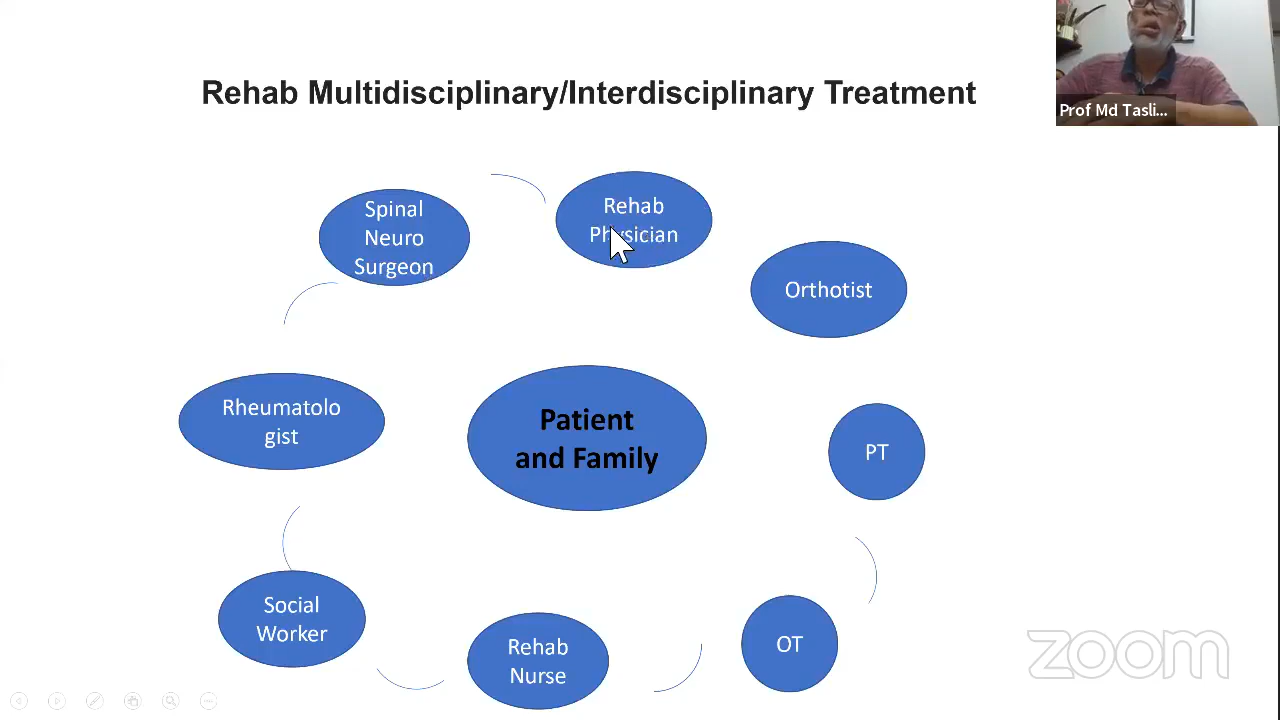 Rehab Multidisciplinary/Interdisciplinary Treatment
Prof Md Tasli...
Spinal
Neuro
Surgeon
Rehab
Physician
Orthotist
Rheumatolo
gist
Patient
and Family
PT
Social
Worker
Rehab
Nurse
OT
zoom